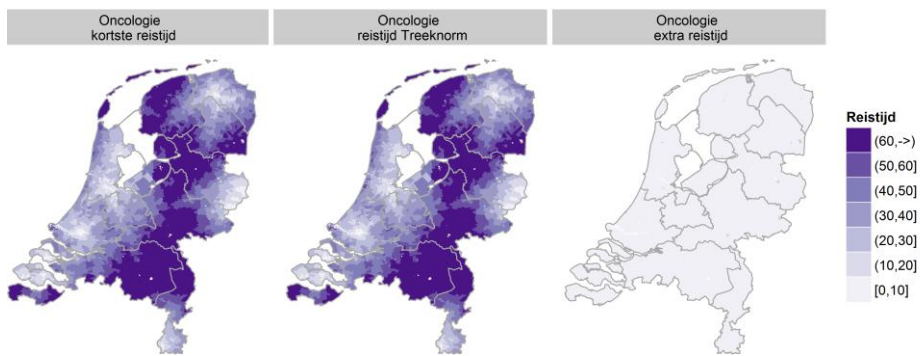 Oncologie
kortste reistijd
Oncologie
reistijd Treeknorm
Oncologie
extra reistijd
Reistijd
(60,->)
(50,60]
(40,50]
(30,40]
(20,30]
(10,20]
[0,10]